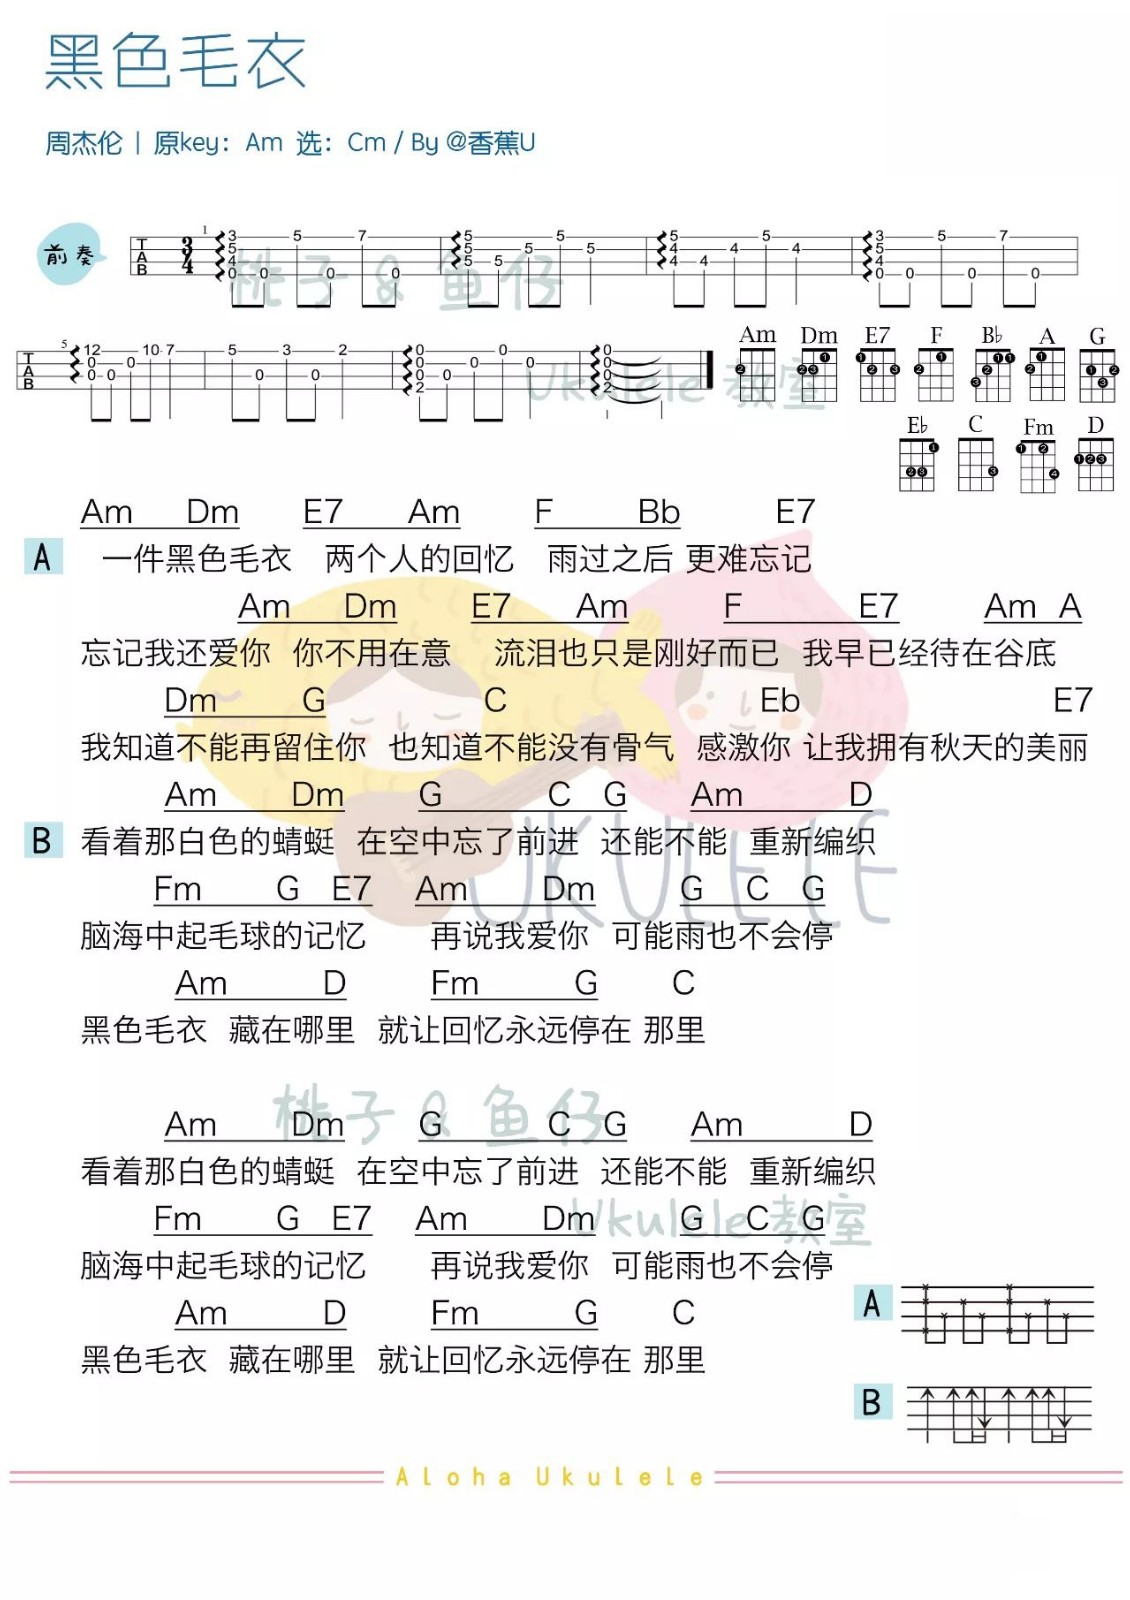 黑色毛衣
周杰伦 | 原key：Am 选：Cm / By @香蕉U
前奏
桃子 & 鱼仔
Ukulele 教室
Am Dm E7 F B♭ A G
E♭ C Fm D
Am Dm E7 Am F Bb E7
A 一件黑色毛衣 两个人的回忆 雨过之后 更难忘记
Am Dm E7 Am F E7 Am A
忘记我还爱你 你不用在意 流泪也只是刚好而已 我早已经待在谷底
Dm G C Eb E7
我知道不能再留住你 也知道不能没有骨气 感激你 让我拥有秋天的美丽
Am Dm G C G Am D
B 看着那白色的蜻蜓 在空中忘了前进 还能不能 重新编织
UKULELE
Fm G E7 Am Dm G C G
脑海中起毛球的记忆 再说我爱你 可能雨也不会停
Am D Fm G C
黑色毛衣 藏在哪里 就让回忆永远停在 那里
桃子 & 鱼仔
Am Dm G C G Am D
看着那白色的蜻蜓 在空中忘了前进 还能不能 重新编织
Ukulele 教室
Fm G E7 Am Dm G C G
脑海中起毛球的记忆 再说我爱你 可能雨也不会停
Am D Fm G C
黑色毛衣 藏在哪里 就让回忆永远停在 那里
A
B
Aloha Ukulele